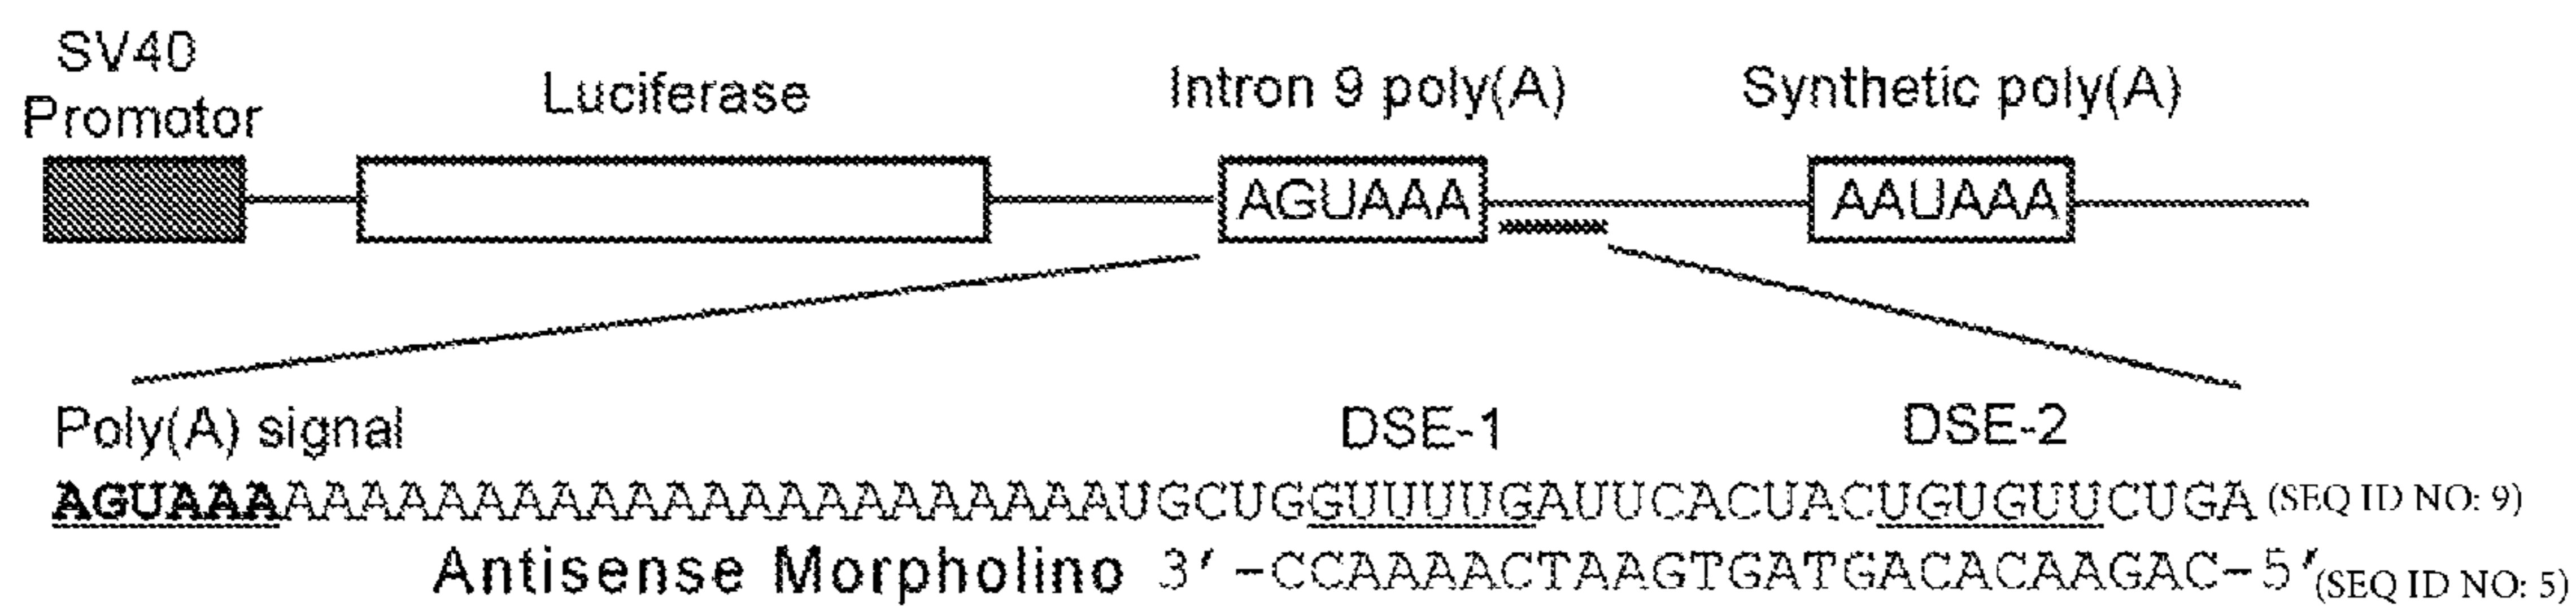 SV40
Promotor
Luciferase
Intron 9 poly(A)
Synthetic poly(A)
AGUAAA
AAUAAA
Poly(A) signal
DSE-1
DSE-2
AGUAAAAAAAAAAAAAAAAAAAAAAAAAUGCUGGUUUUGAUUCACUACUGUGUUCUGA (SEQ ID NO: 9)
Antisense Morpholino 3′ -CCAAAACTAAGTGATGACACAAGAC-5′ (SEQ ID NO: 5)